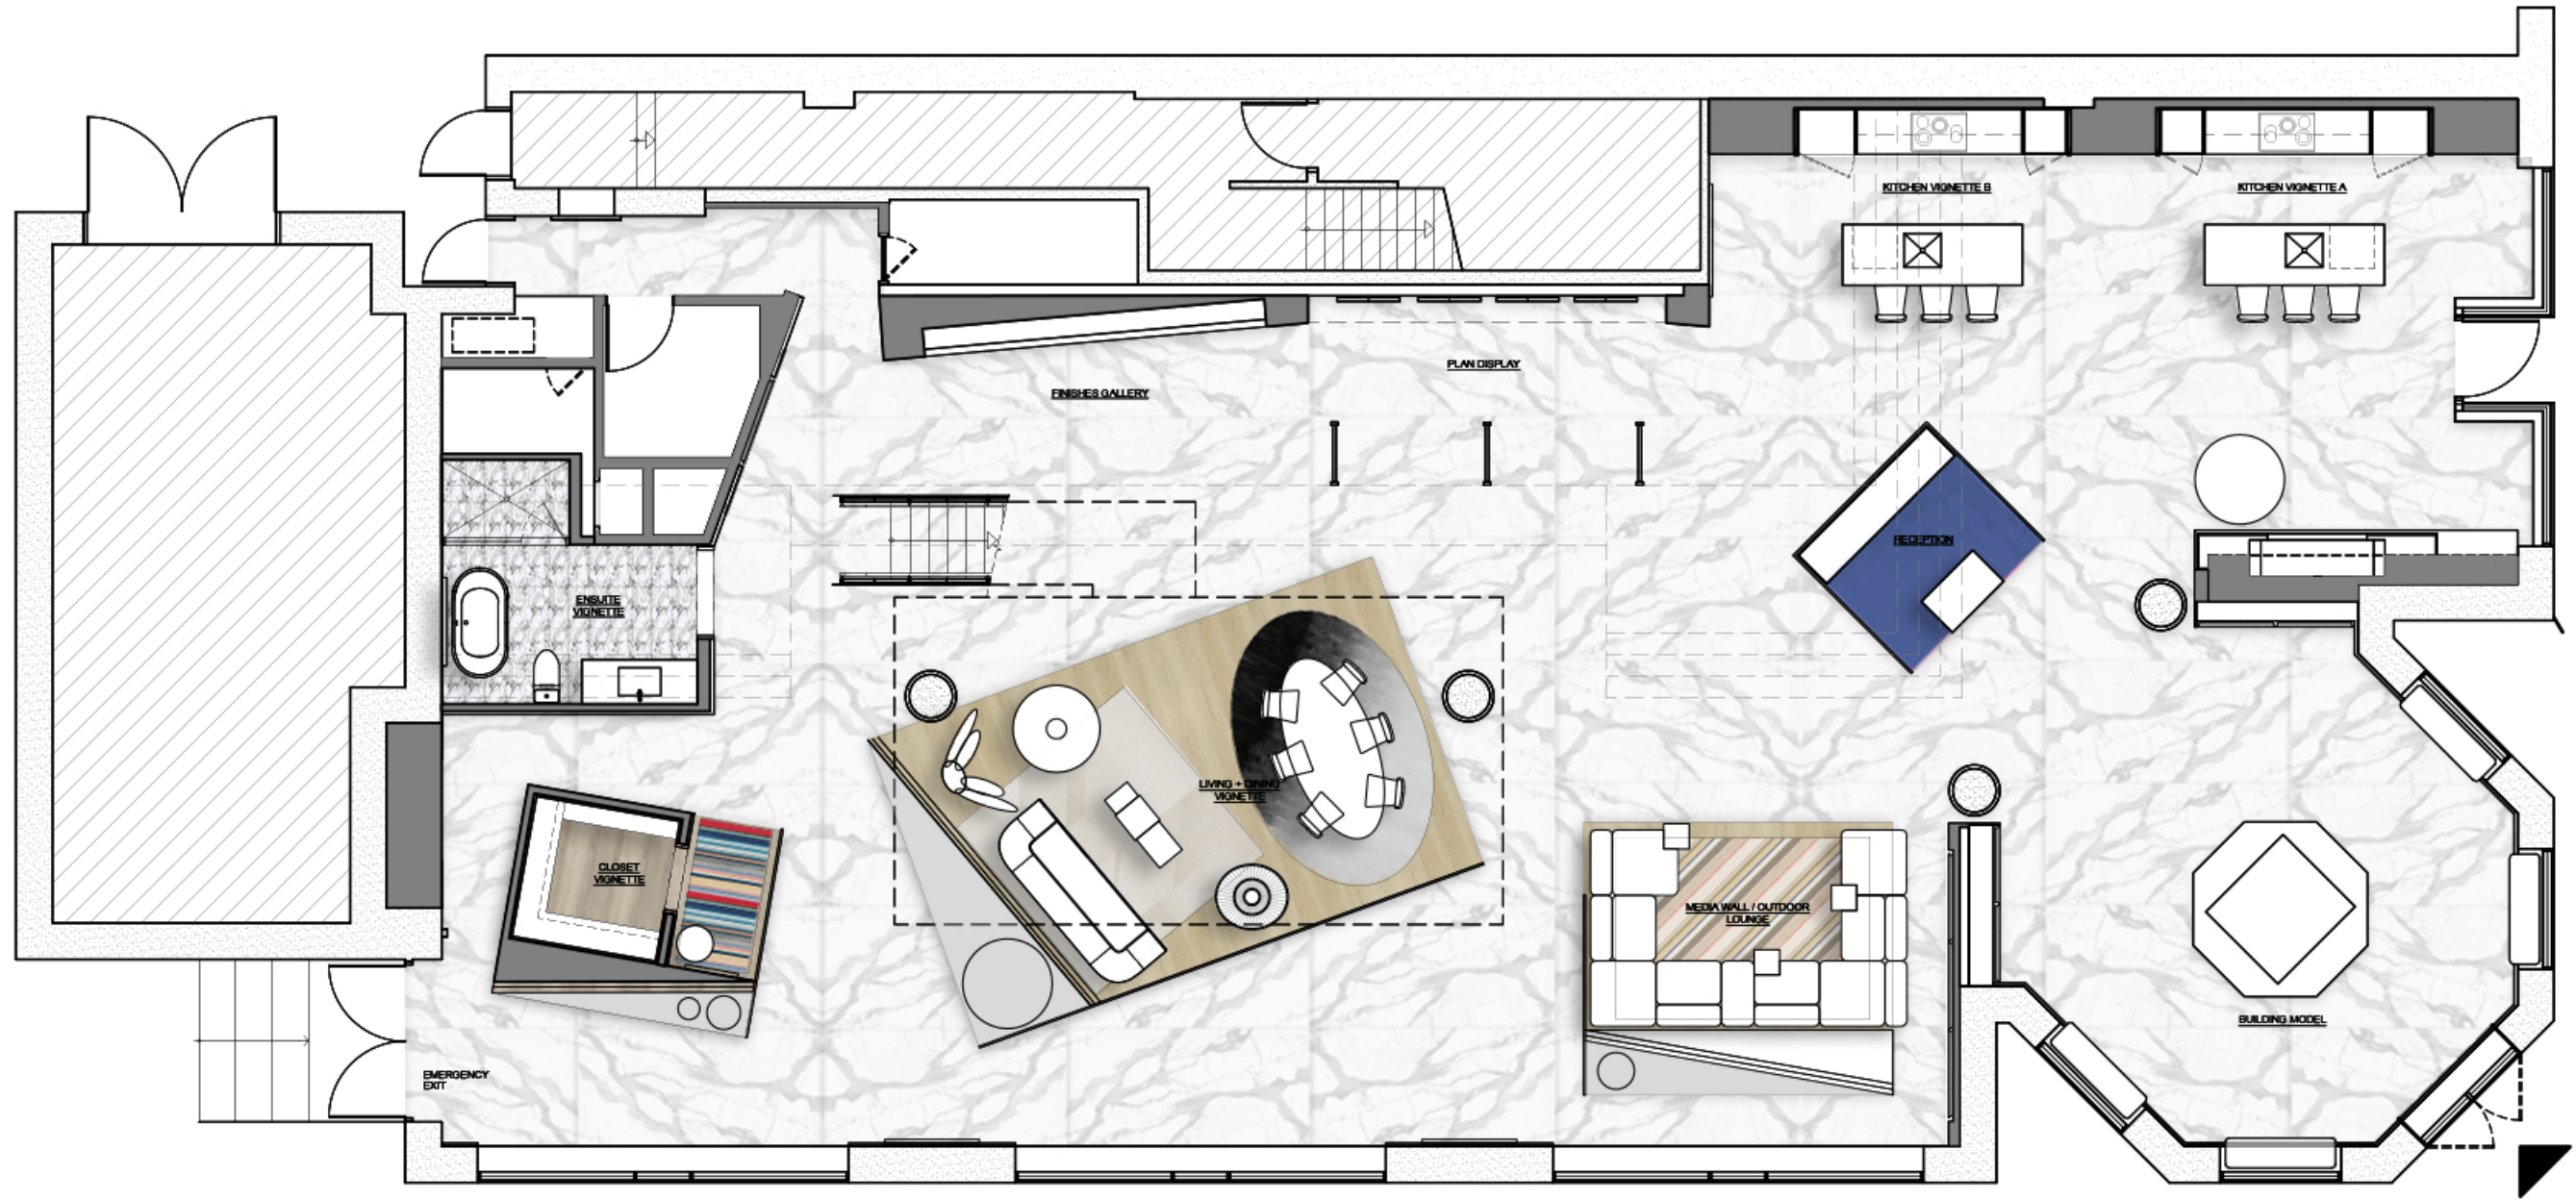 KITCHEN VIGNETTE B
KITCHEN VIGNETTE A
PLAN DISPLAY
FINISHES GALLERY
RECEPTION
ENSUITE
VIGNETTE
LIVING + DINING
VIGNETTE
CLOSET
VIGNETTE
MEDIA WALL / OUTDOOR
LOUNGE
BUILDING MODEL
EMERGENCY
EXIT